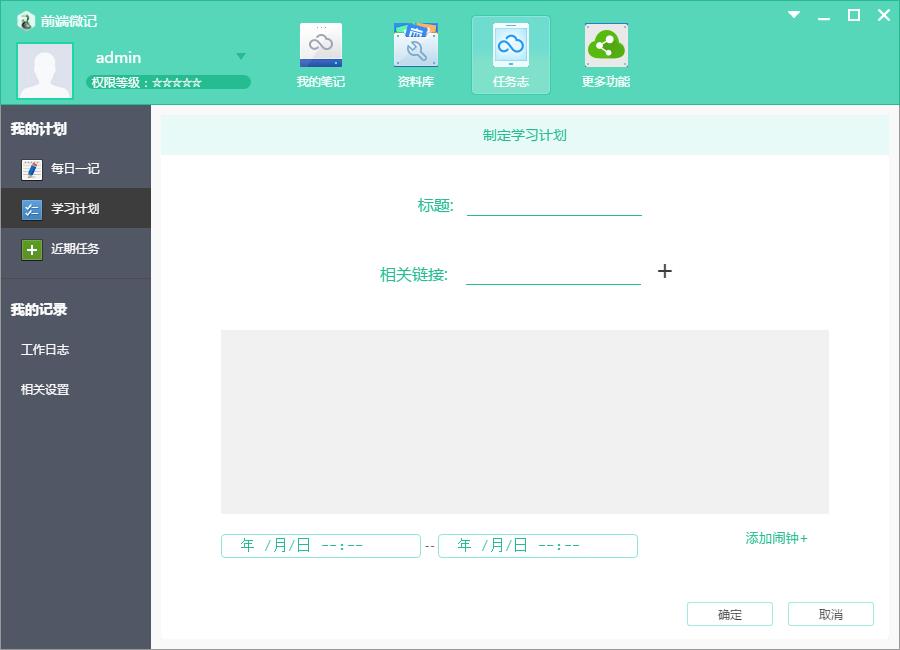 前端微记
admin
权限等级：☆☆☆☆☆
我的笔记
资料库
任务志
更多功能
我的计划
每日一记
学习计划
近期任务
我的记录
工作日志
相关设置
制定学习计划
标题:
相关链接:
+
年 /月/日 --:-- -- 年 /月/日 --:--
添加闹钟+
确定
取消